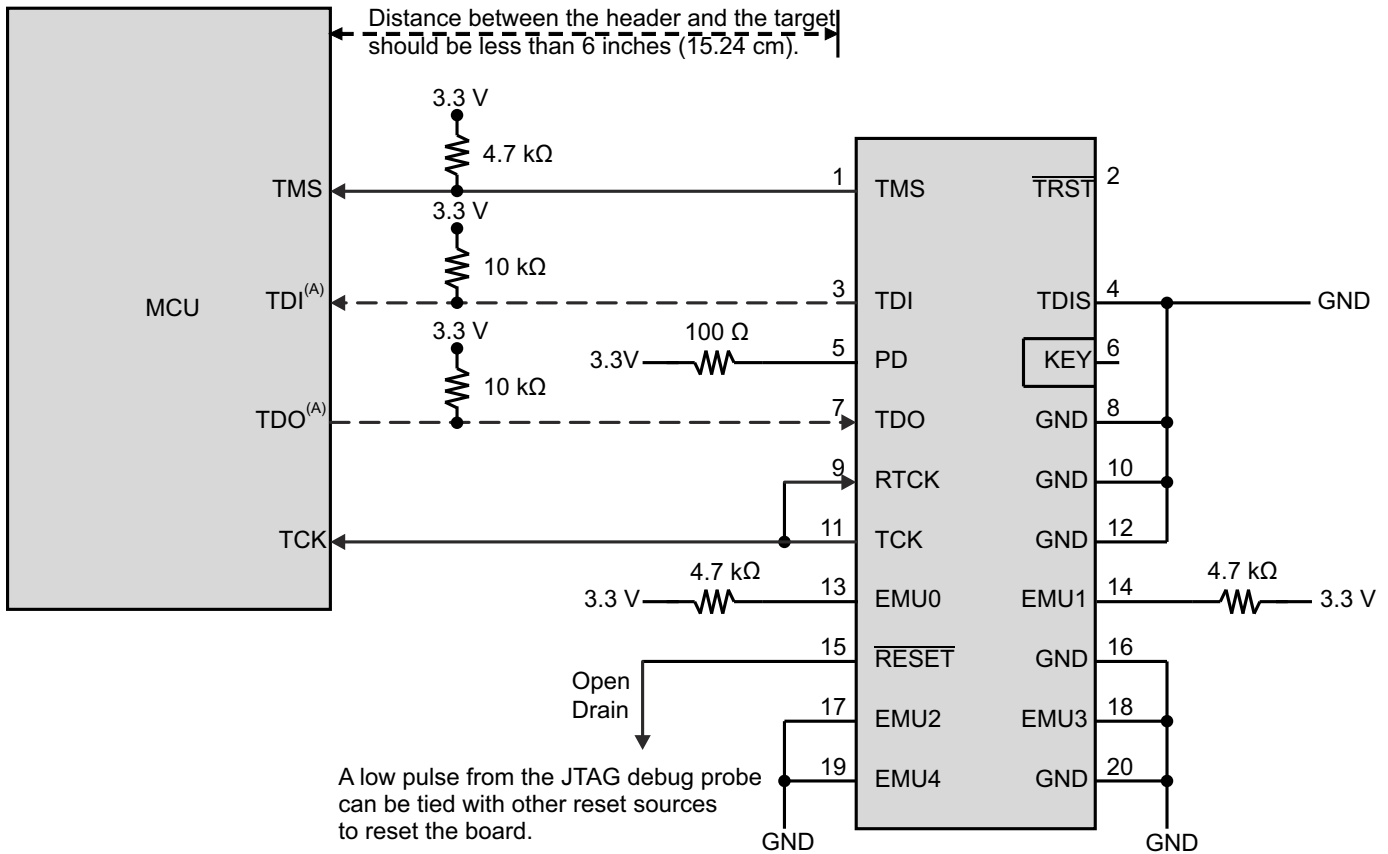 Distance between the header and the target
should be less than 6 inches (15.24 cm).
3.3 V
4.7 kΩ
TMS
1
TMS
TRST
2
3.3 V
10 kΩ
MCU
TDI(A)
3
TDI
TDIS
4
GND
3.3 V
10 kΩ
100 Ω
3.3V
5
PD
KEY
6
TDO(A)
7
TDO
GND
8
9
RTCK
GND
10
TCK
11
TCK
GND
12
4.7 kΩ
3.3 V
13
EMU0
EMU1
14
4.7 kΩ
3.3 V
15
RESET
GND
16
Open
Drain
17
EMU2
EMU3
18
19
EMU4
GND
20
A low pulse from the JTAG debug probe
can be tied with other reset sources
to reset the board.
GND
GND